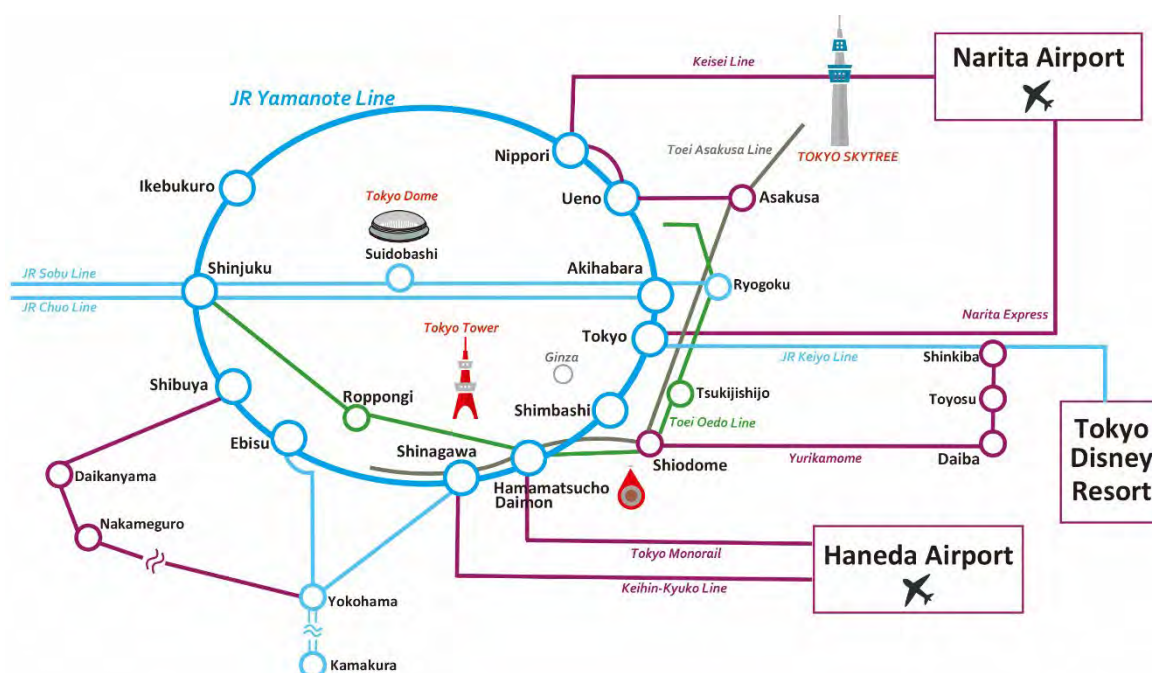 Keisei Line
Narita Airport
JR Yamanote Line
Nippori
Toei Asakusa Line
TOKYO SKYTREE
Ikebukuro
Tokyo Dome
Ueno
Asakusa
Suidobashi
JR Sobu Line
Shinjuku
Akihabara
Ryogoku
JR Chuo Line
Narita Express
Tokyo Tower
Tokyo
JR Keiyo Line
Shinkiba
Ginza
Shibuya
Roppongi
Tsukijishijo
Toyosu
Shimbashi
Toei Oedo Line
Ebisu
Shinagawa
Shiodome
Yurikamome
Daiba
Tokyo
Disney
Resort
Daikanyama
Hamamatsucho
Daimon
Nakameguro
Tokyo Monorail
Haneda Airport
Keihin-Kyuko Line
Yokohama
Kamakura